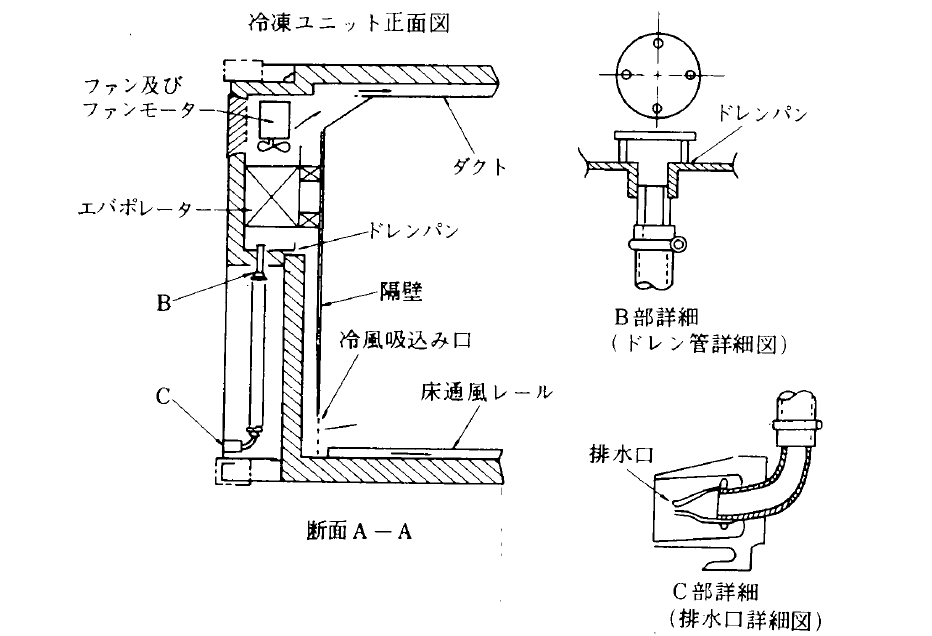 冷凍ユニット正面図
ファン及び
ファンモーター
ダクト
エバポレーター
ドレンパン
B
隔壁
冷風吸込み口
C
床通風レール
断面A－A
ドレンパン
B部詳細
(ドレン管詳細図)
排水口
C部詳細
(排水口詳細図)